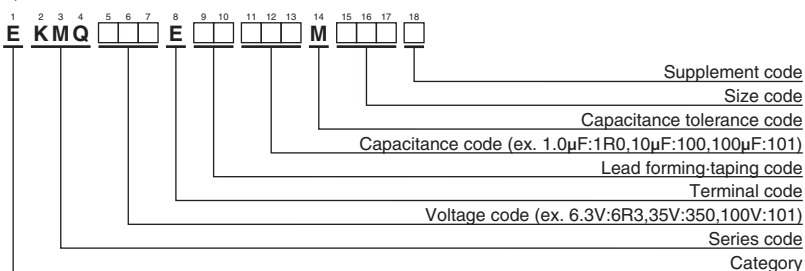 1 2 3 4 5 6 7 8 9 10 11 12 13 14 15 16 17 18
E KMQ □□□ E □□ □□□ M □□□ □
Supplement code
Size code
Capacitance tolerance code
Capacitance code (ex. 1.0µF:1R0,10µF:100,100µF:101)
Lead forming·taping code
Terminal code
Voltage code (ex. 6.3V:6R3,35V:350,100V:101)
Series code
Category